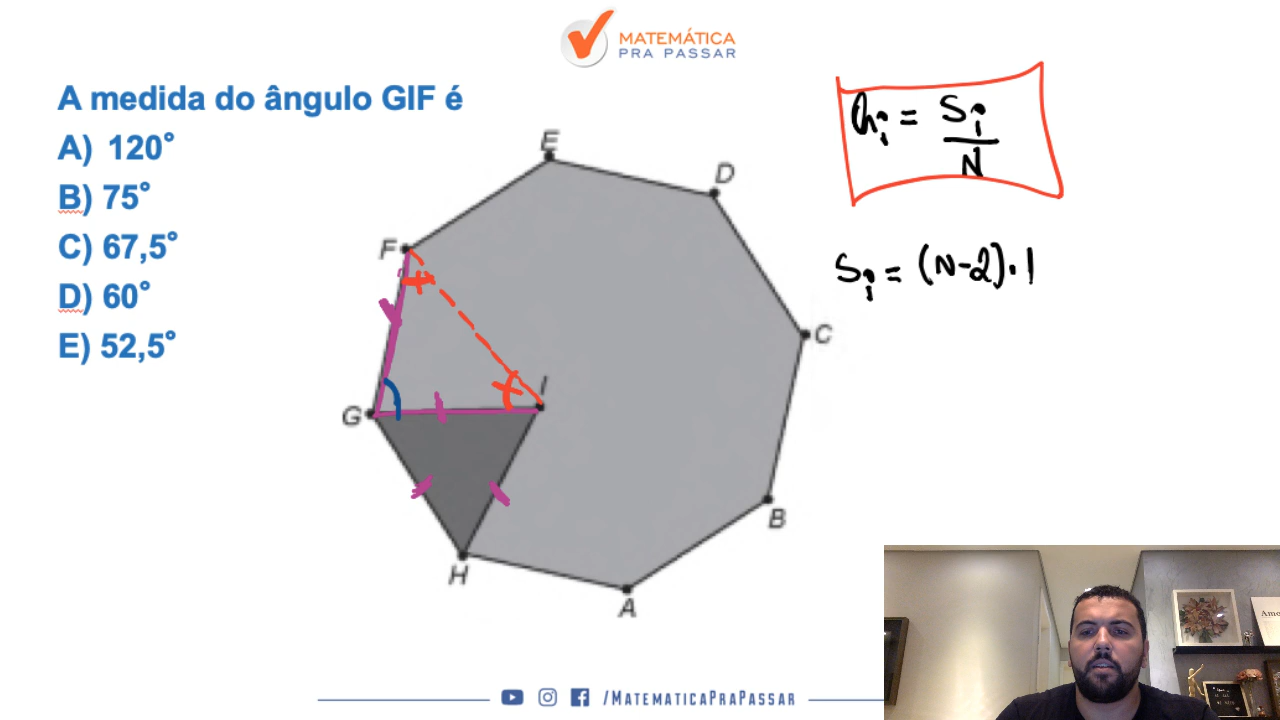 MATEMÁTICA
PRA PASSAR
A medida do ângulo GIF é
A) 120°
B) 75°
C) 67,5°
D) 60°
E) 52,5°
E
D
F
C
I
G
B
H
A
x
x
ai = Si
N
Si = (N-2).1
Amo
/MATEMATICAPRAPASSAR